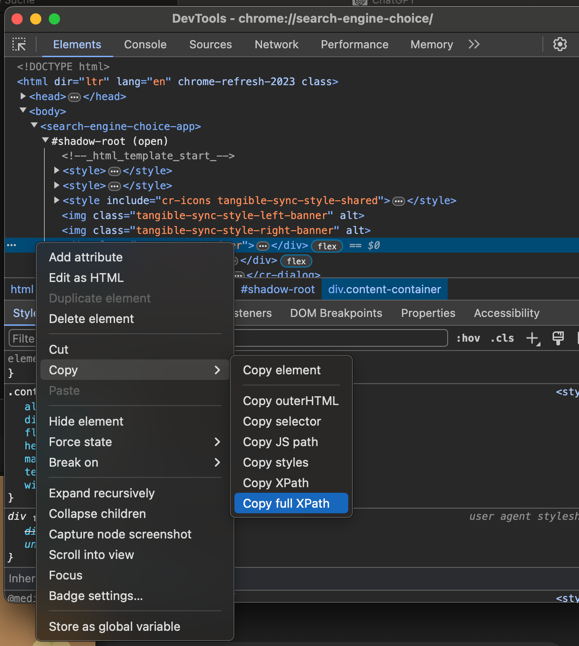 Suche
ChatGPT
DevTools - chrome://search-engine-choice/
Elements Console Sources Network Performance Memory
<!DOCTYPE html>
<html dir="ltr" lang="en" chrome-refresh-2023 class>
<head> ••• </head>
<body>
<search-engine-choice-app>
#shadow-root (open)
<!--_html_template_start_-->
<style> ••• </style>
<style> ••• </style>
<style include="cr-icons tangible-sync-style-shared"> ••• </style>
<img class="tangible-sync-style-left-banner" alt>
<img class="tangible-sync-style-right-banner" alt>
••• "> ••• </div> flex == $0
</div> flex
••• </cr-dialog>
html #shadow-root div.content-container
Style steners DOM Breakpoints Properties Accessibility
Filte :hov .cls
eleme
}
.cont <sty
al
di
fl
he
ma
te
wi
}
div user agent stylesh
di
un
}
Inher
@medi <sty
Add attribute
Edit as HTML
Duplicate element
Delete element
Cut
Copy
Paste
Hide element
Force state
Break on
Expand recursively
Collapse children
Capture node screenshot
Scroll into view
Focus
Badge settings...
Store as global variable
Copy element
Copy outerHTML
Copy selector
Copy JS path
Copy styles
Copy XPath
Copy full XPath